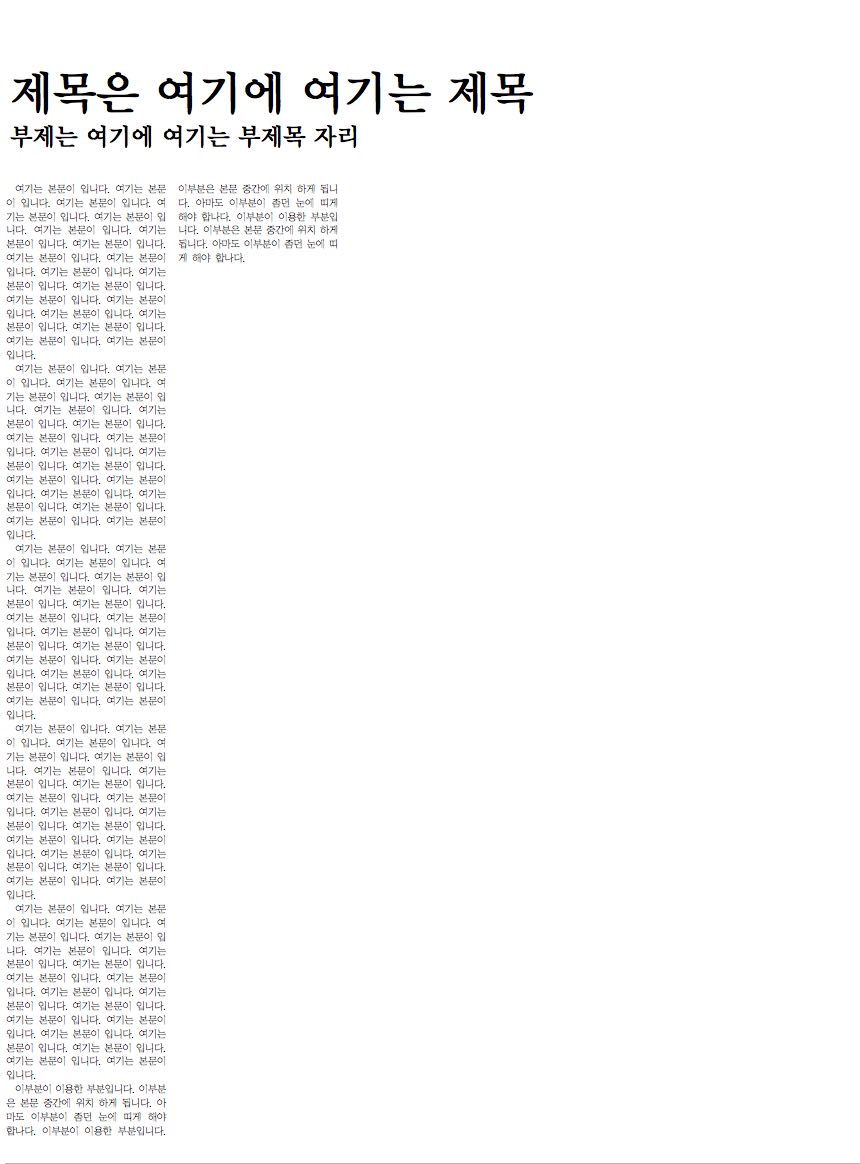 제목은 여기에 여기는 제목
부제는 여기에 여기는 부제목 자리
여기는 본문이 입니다. 여기는 본문
이 입니다. 여기는 본문이 입니다. 여
기는 본문이 입니다. 여기는 본문이 입
니다. 여기는 본문이 입니다. 여기는
본문이 입니다. 여기는 본문이 입니다.
여기는 본문이 입니다. 여기는 본문이
입니다. 여기는 본문이 입니다. 여기는
본문이 입니다. 여기는 본문이 입니다.
여기는 본문이 입니다. 여기는 본문이
입니다. 여기는 본문이 입니다. 여기는
본문이 입니다. 여기는 본문이 입니다.
여기는 본문이 입니다. 여기는 본문이
입니다.
여기는 본문이 입니다. 여기는 본문
이 입니다. 여기는 본문이 입니다. 여
기는 본문이 입니다. 여기는 본문이 입
니다. 여기는 본문이 입니다. 여기는
본문이 입니다. 여기는 본문이 입니다.
여기는 본문이 입니다. 여기는 본문이
입니다. 여기는 본문이 입니다. 여기는
본문이 입니다. 여기는 본문이 입니다.
여기는 본문이 입니다. 여기는 본문이
입니다. 여기는 본문이 입니다. 여기는
본문이 입니다. 여기는 본문이 입니다.
여기는 본문이 입니다. 여기는 본문이
입니다.
여기는 본문이 입니다. 여기는 본문
이 입니다. 여기는 본문이 입니다. 여
기는 본문이 입니다. 여기는 본문이 입
니다. 여기는 본문이 입니다. 여기는
본문이 입니다. 여기는 본문이 입니다.
여기는 본문이 입니다. 여기는 본문이
입니다. 여기는 본문이 입니다. 여기는
본문이 입니다. 여기는 본문이 입니다.
여기는 본문이 입니다. 여기는 본문이
입니다. 여기는 본문이 입니다. 여기는
본문이 입니다. 여기는 본문이 입니다.
여기는 본문이 입니다. 여기는 본문이
입니다.
여기는 본문이 입니다. 여기는 본문
이 입니다. 여기는 본문이 입니다. 여
기는 본문이 입니다. 여기는 본문이 입
니다. 여기는 본문이 입니다. 여기는
본문이 입니다. 여기는 본문이 입니다.
여기는 본문이 입니다. 여기는 본문이
입니다. 여기는 본문이 입니다. 여기는
본문이 입니다. 여기는 본문이 입니다.
여기는 본문이 입니다. 여기는 본문이
입니다. 여기는 본문이 입니다. 여기는
본문이 입니다. 여기는 본문이 입니다.
여기는 본문이 입니다. 여기는 본문이
입니다.
여기는 본문이 입니다. 여기는 본문
이 입니다. 여기는 본문이 입니다. 여
기는 본문이 입니다. 여기는 본문이 입
니다. 여기는 본문이 입니다. 여기는
본문이 입니다. 여기는 본문이 입니다.
여기는 본문이 입니다. 여기는 본문이
입니다. 여기는 본문이 입니다. 여기는
본문이 입니다. 여기는 본문이 입니다.
여기는 본문이 입니다. 여기는 본문이
입니다. 여기는 본문이 입니다. 여기는
본문이 입니다. 여기는 본문이 입니다.
여기는 본문이 입니다. 여기는 본문이
입니다.
이부분이 이용한 부분입니다. 이부분
은 본문 중간에 위치 하게 됩니다. 아
마도 이부분이 좀던 눈에 띠게 해야
합나다. 이부분이 이용한 부분입니다.
이부분은 본문 중간에 위치 하게 됩니
다. 아마도 이부분이 좀던 눈에 띠게
해야 합나다. 이부분이 이용한 부분입
니다. 이부분은 본문 중간에 위치 하게
됩니다. 아마도 이부분이 좀던 눈에 띠
게 해야 합나다.